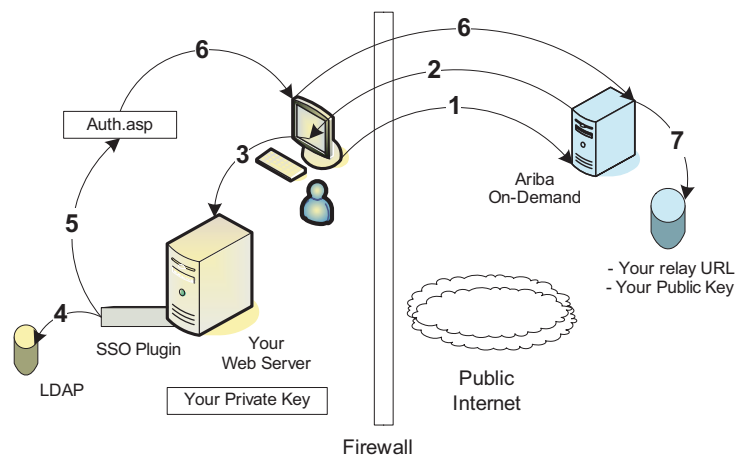 6
6
2
1
Auth.asp
3
7
Ariba
On-Demand
5
- Your relay URL
- Your Public Key
4
SSO Plugin
Your
Web Server
LDAP
Your Private Key
Public
Internet
Firewall